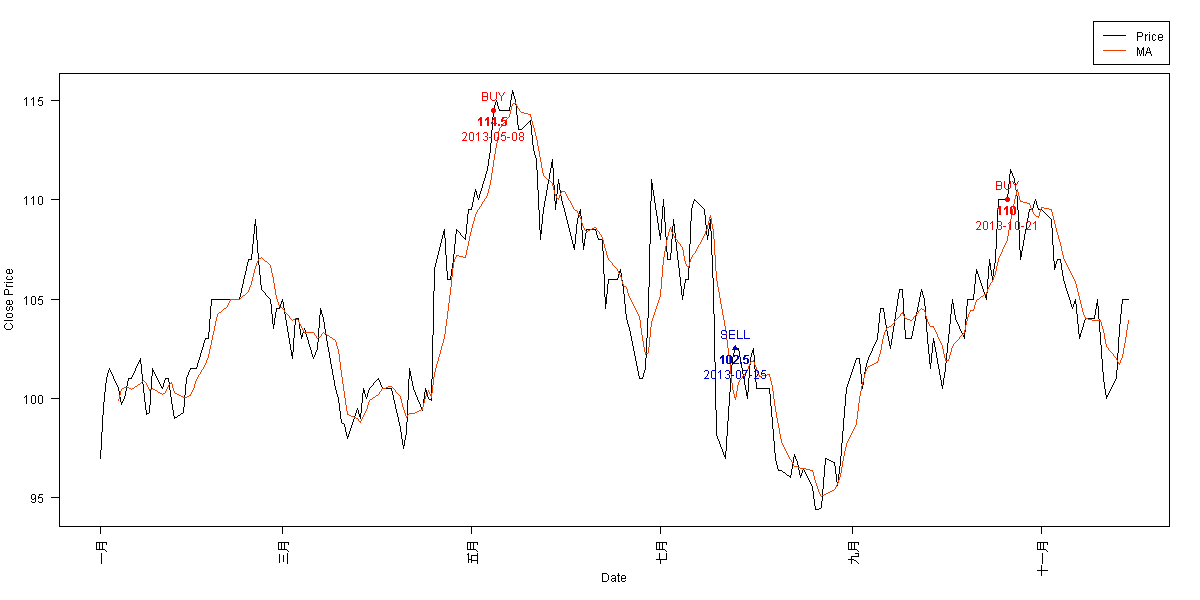 Price
MA
115
110
105
100
95
Close Price
BUY
114.5
2013-05-08
SELL
102.5
2013-07-25
BUY
110
2013-10-21
一月
三月
五月
七月
九月
十一月
Date